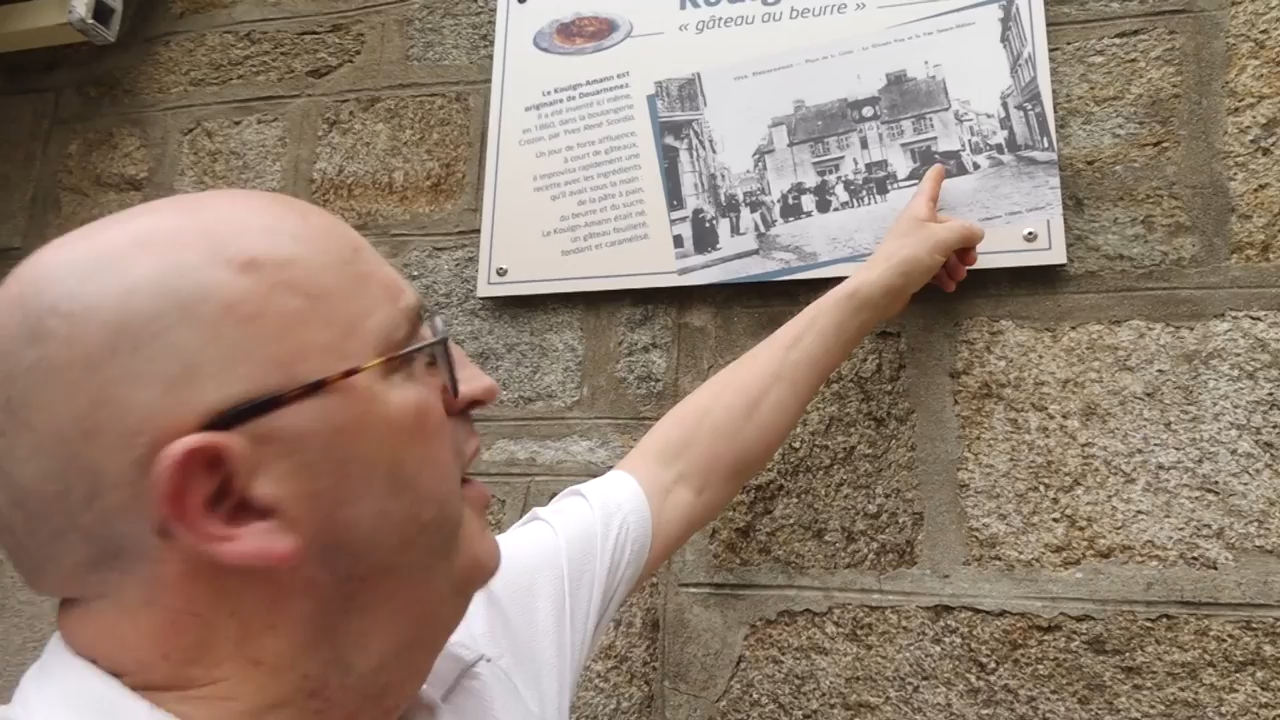 Kouig
« gâteau au beurre »
Le Kouign-Amann est
originaire de Douarnenez.
Il a été inventé ici même,
en 1860, dans la boulangerie
Crozon, par Yves René Scordia.
Un jour de forte affluence,
à court de gâteaux,
il improvisa rapidement une
recette avec les ingrédients
qu'il avait sous la main :
de la pâte à pain,
du beurre et du sucre.
Le Kouign-Amann était né,
un gâteau feuilleté,
fondant et caramélisé.